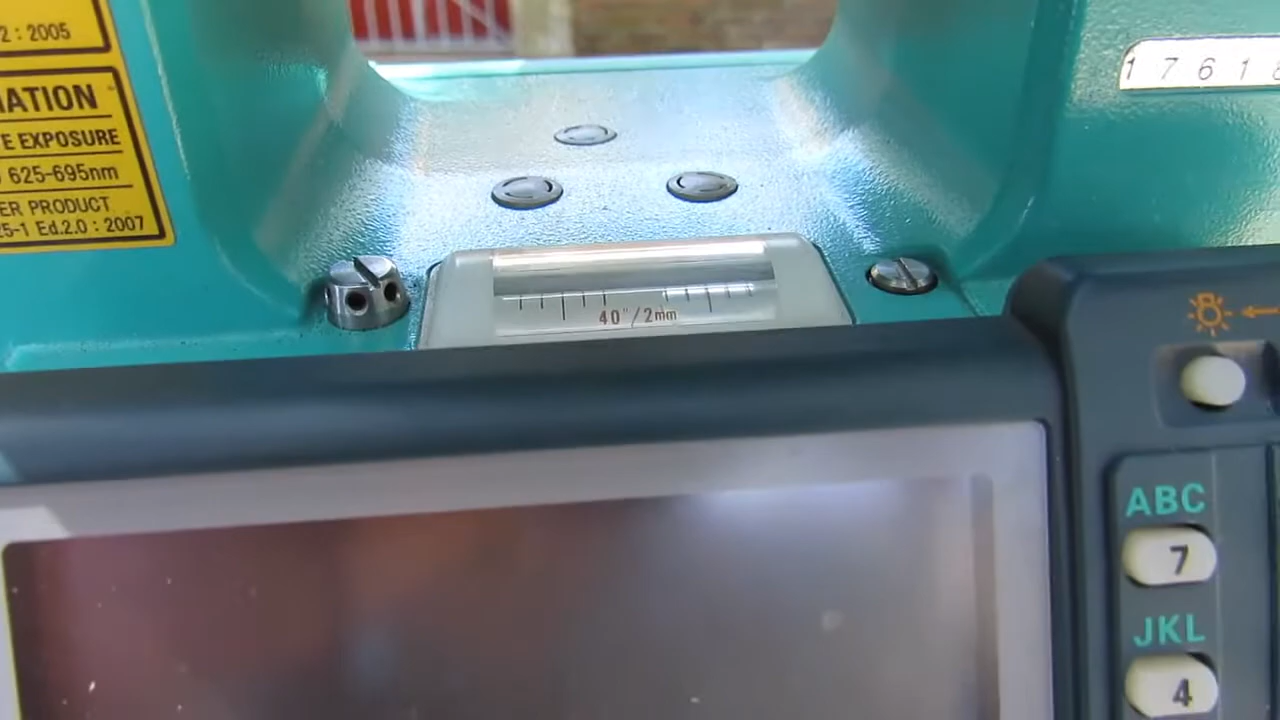 2 : 2005
E EXPOSURE
625-695nm
ER PRODUCT
25-1 Ed.2.0 : 2007
1 7 6 1 8
40"/2mm
ABC
7
JKL
4